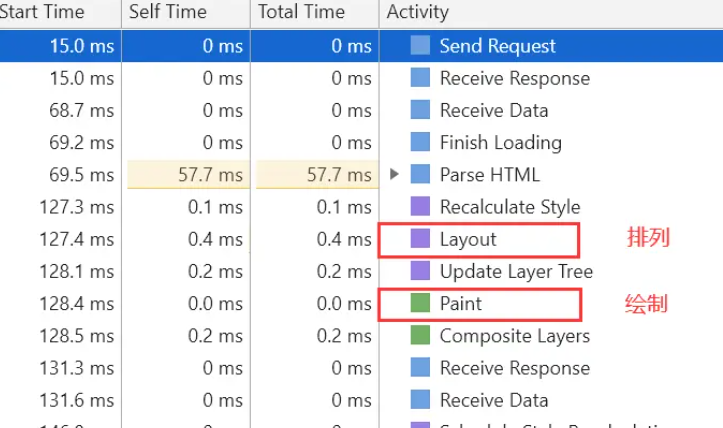 Start Time Self Time Total Time Activity
15.0 ms 0 ms 0 ms Send Request
15.0 ms 0 ms 0 ms Receive Response
68.7 ms 0 ms 0 ms Receive Data
69.2 ms 0 ms 0 ms Finish Loading
69.5 ms 57.7 ms 57.7 ms Parse HTML
127.3 ms 0.1 ms 0.1 ms Recalculate Style
127.4 ms 0.4 ms 0.4 ms Layout 排列
128.1 ms 0.2 ms 0.2 ms Update Layer Tree
128.4 ms 0.0 ms 0.0 ms Paint 绘制
128.5 ms 0.2 ms 0.2 ms Composite Layers
131.3 ms 0 ms 0 ms Receive Response
131.6 ms 0 ms 0 ms Receive Data